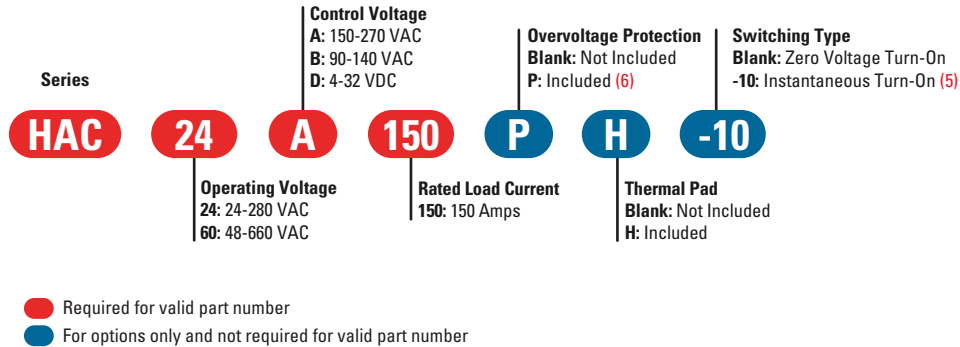 Control Voltage
A: 150-270 VAC
B: 90-140 VAC
D: 4-32 VDC
Overvoltage Protection
Blank: Not Included
P: Included (6)
Switching Type
Blank: Zero Voltage Turn-On
-10: Instantaneous Turn-On (5)
Series
HAC 24 A 150 P H -10
Operating Voltage
24: 24-280 VAC
60: 48-660 VAC
Rated Load Current
150: 150 Amps
Thermal Pad
Blank: Not Included
H: Included
Required for valid part number
For options only and not required for valid part number